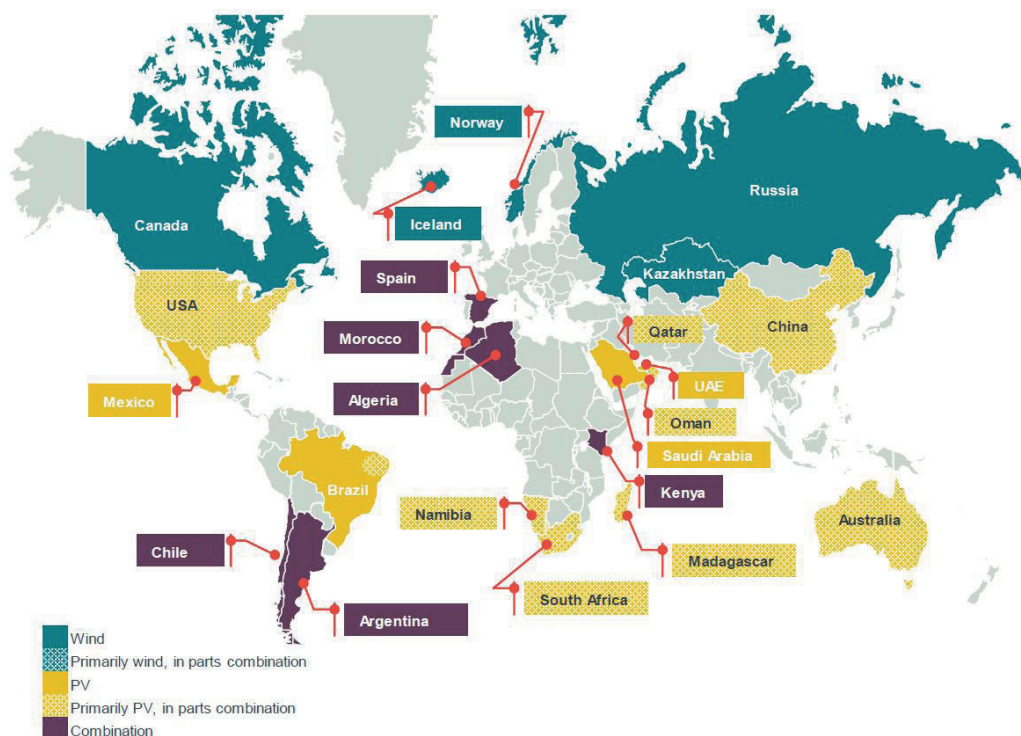 Norway
Russia
Canada
Iceland
Spain
Kazakhstan
USA
Qatar
China
Morocco
Mexico
Algeria
UAE
Oman
Saudi Arabia
Brazil
Kenya
Namibia
Australia
Chile
Madagascar
South Africa
Argentina
Wind
Primarily wind, in parts combination
PV
Primarily PV, in parts combination
Combination